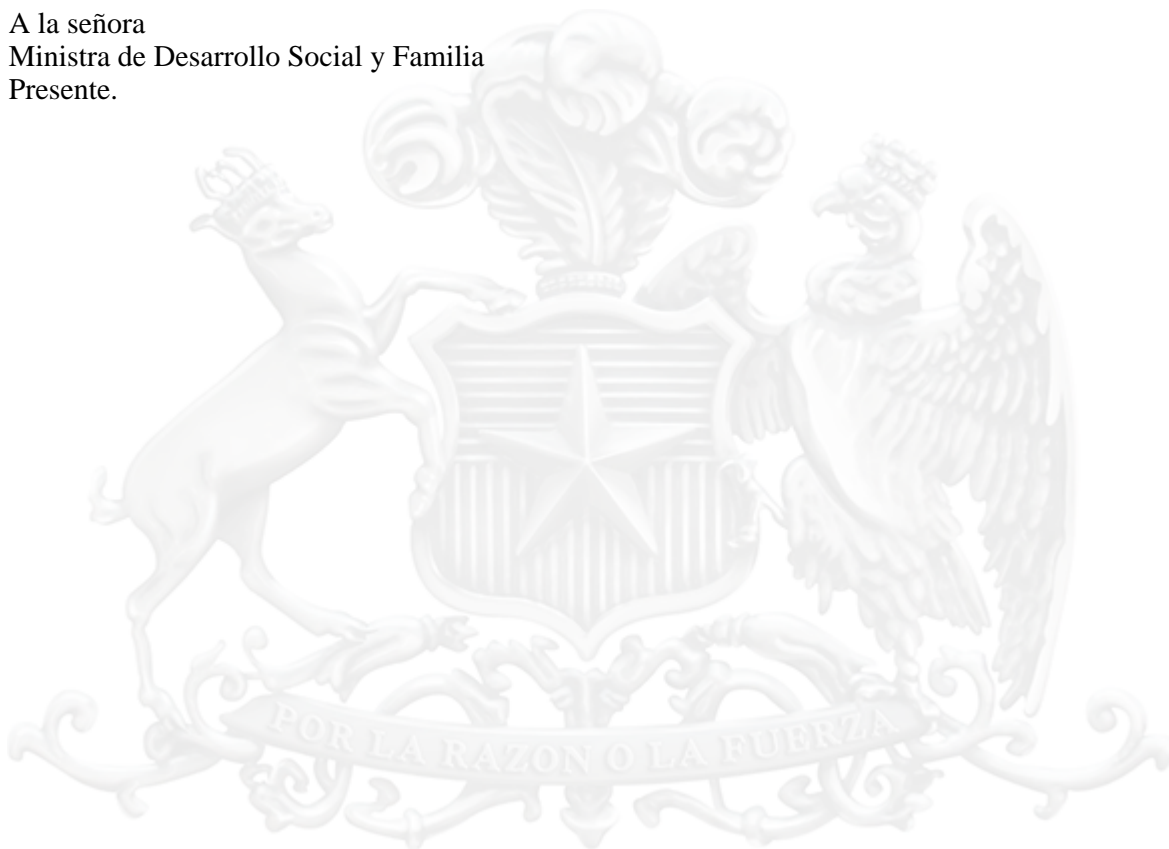 A la señora
Ministra de Desarrollo Social y Familia
Presente.
POR LA RAZON O LA FUERZA